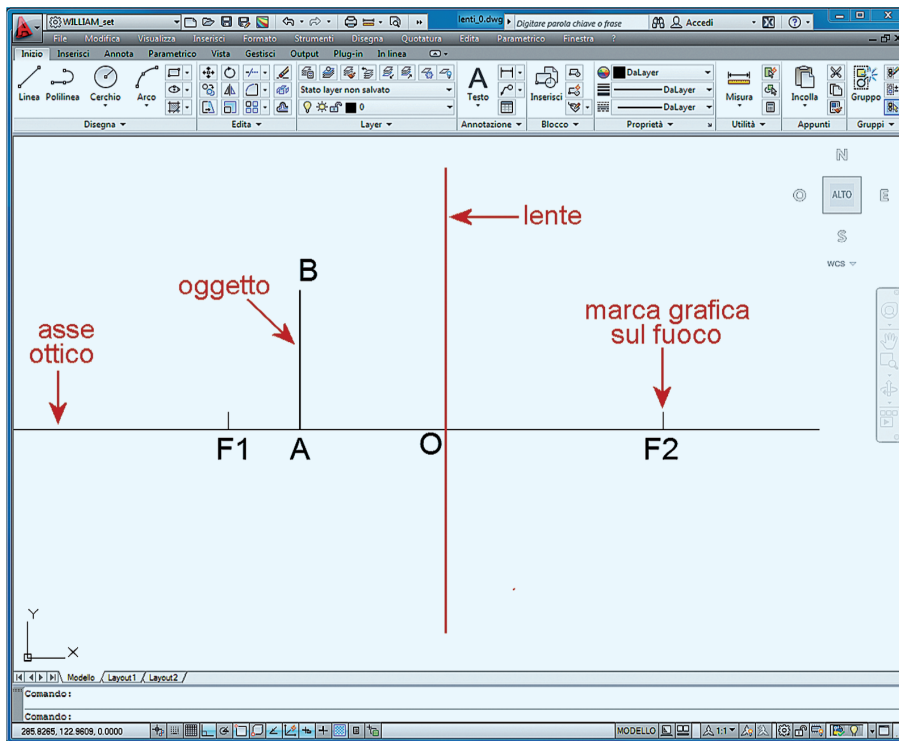 WILLIAM_set
lenti_0.dwg
Digitare parola chiave o frase
Accedi
File Modifica Visualizza Inserisci Formato Strumenti Disegna Quotatura Edita Parametrico Finestra ?
Inizio Inserisci Annota Parametrico Vista Gestisci Output Plug-in In linea
Linea Polilinea Cerchio Arco
Stato layer non salvato
0
A
Testo
Inserisci
DaLayer
DaLayer
DaLayer
Misura
Incolla
Gruppo
Disegna Edita Layer Annotazione Blocco Proprietà Utilità Appunti Gruppi
N
O ALTO E
S
WCS
lente
B
oggetto
marca grafica
sul fuoco
asse
ottico
F1 A O F2
Y
X
Modello Layout1 Layout2
Comando:
Comando:
285.8265, 122.9609, 0.0000
MODELLO
1:1